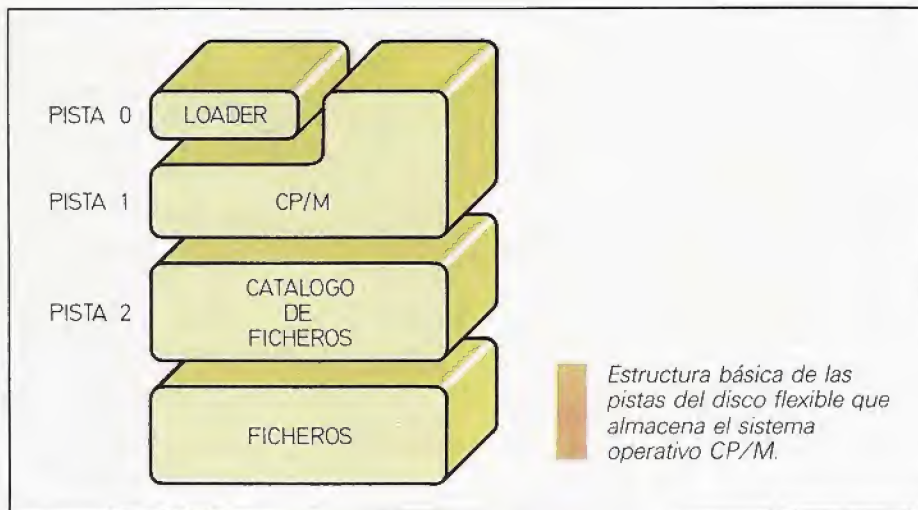 PISTA 0
LOADER
PISTA 1
CP/M
PISTA 2
CATALOGO
DE
FICHEROS
FICHEROS
Estructura básica de las
pistas del disco flexible que
almacena el sistema
operativo CP/M.